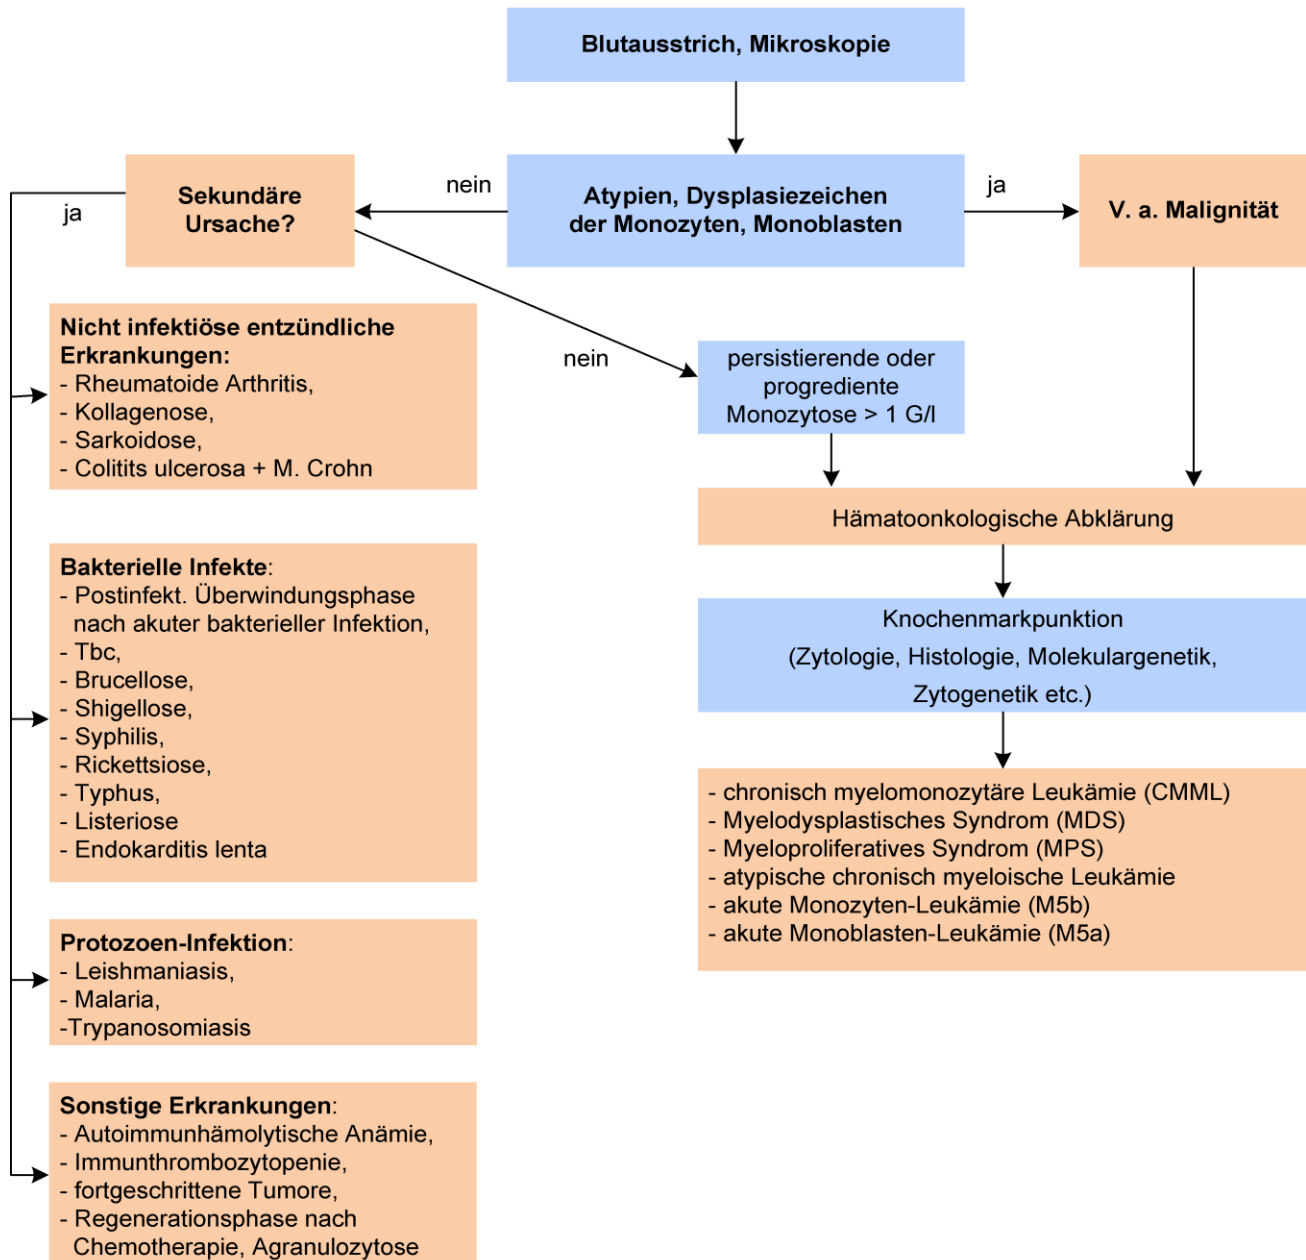 Blutausstrich, Mikroskopie
Sekundäre
Ursache?
nein
Atypien, Dysplasiezeichen
der Monozyten, Monoblasten
ja
V. a. Malignität
ja
nein
Nicht infektiöse entzündliche
Erkrankungen:
- Rheumatoide Arthritis,
- Kollagenose,
- Sarkoidose,
- Colitits ulcerosa + M. Crohn
persistierende oder
progrediente
Monozytose > 1 G/l
Hämatoonkologische Abklärung
Bakterielle Infekte:
- Postinfekt. Überwindungsphase
nach akuter bakterieller Infektion,
- Tbc,
- Brucellose,
- Shigellose,
- Syphilis,
- Rickettsiose,
- Typhus,
- Listeriose
- Endokarditis lenta
Knochenmarkpunktion
(Zytologie, Histologie, Molekulargenetik,
Zytogenetik etc.)
- chronisch myelomonozytäre Leukämie (CMML)
- Myelodysplastisches Syndrom (MDS)
- Myeloproliferatives Syndrom (MPS)
- atypische chronisch myeloische Leukämie
- akute Monozyten-Leukämie (M5b)
- akute Monoblasten-Leukämie (M5a)
Protozoen-Infektion:
- Leishmaniasis,
- Malaria,
-Trypanosomiasis
Sonstige Erkrankungen:
- Autoimmunhämolytische Anämie,
- Immunthrombozytopenie,
- fortgeschrittene Tumore,
- Regenerationsphase nach
Chemotherapie, Agranulozytose